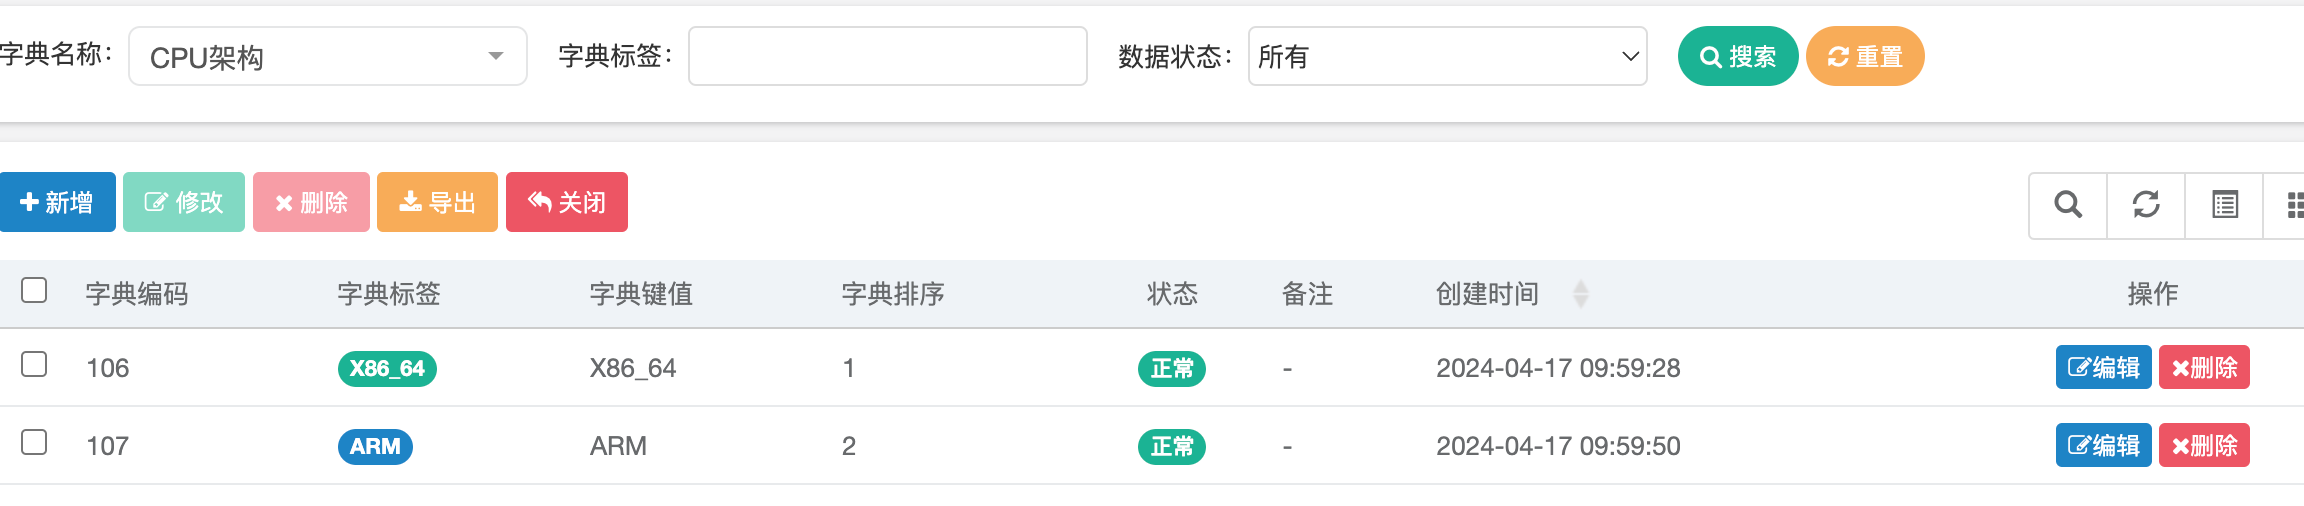 字典名称： CPU架构 字典标签： 数据状态： 所有 搜索 重置
新增 修改 删除 导出 关闭
字典编码 字典标签 字典键值 字典排序 状态 备注 创建时间 操作
106 X86_64 X86_64 1 正常 - 2024-04-17 09:59:28 编辑 删除
107 ARM ARM 2 正常 - 2024-04-17 09:59:50 编辑 删除